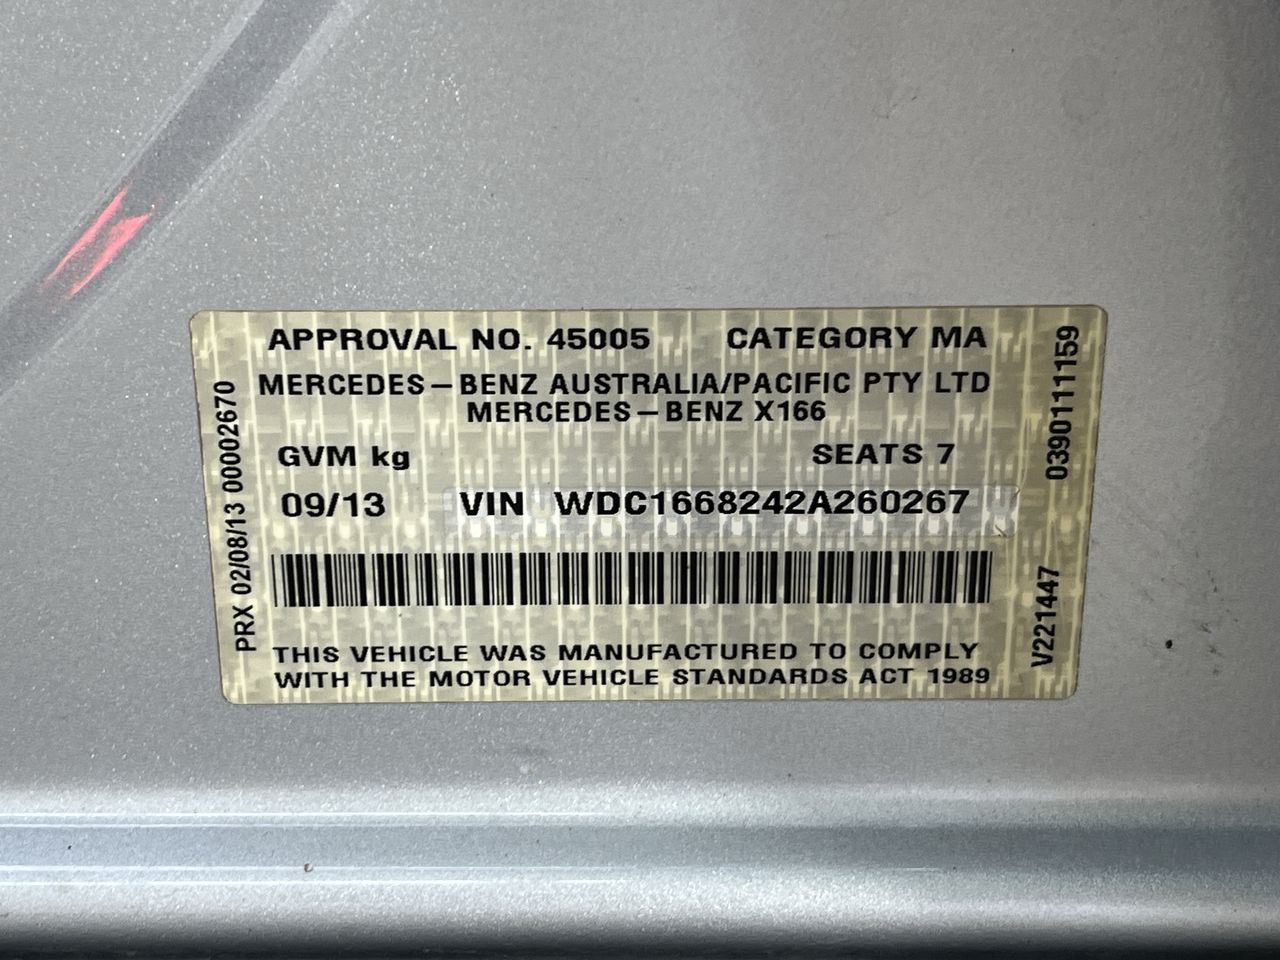 APPROVAL NO. 45005 CATEGORY MA
MERCEDES-BENZ AUSTRALIA/PACIFIC PTY LTD
MERCEDES-BENZ X166
GVM kg SEATS 7
09/13 VIN WDC1668242A260267
THIS VEHICLE WAS MANUFACTURED TO COMPLY
WITH THE MOTOR VEHICLE STANDARDS ACT 1989
PRX 02/08/13 00002670
V221447 0390111159